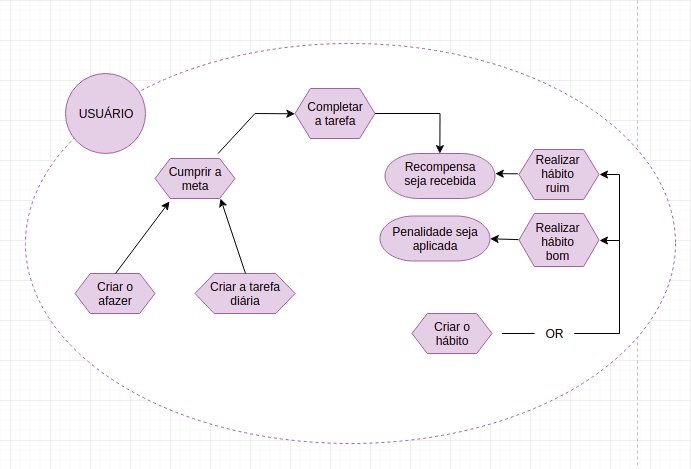 USUÁRIO
Completar
a tarefa
Cumprir a
meta
Recompensa
seja recebida
Realizar
hábito
ruim
Penalidade seja
aplicada
Realizar
hábito
bom
Criar o
afazer
Criar a tarefa
diária
Criar o
hábito
OR